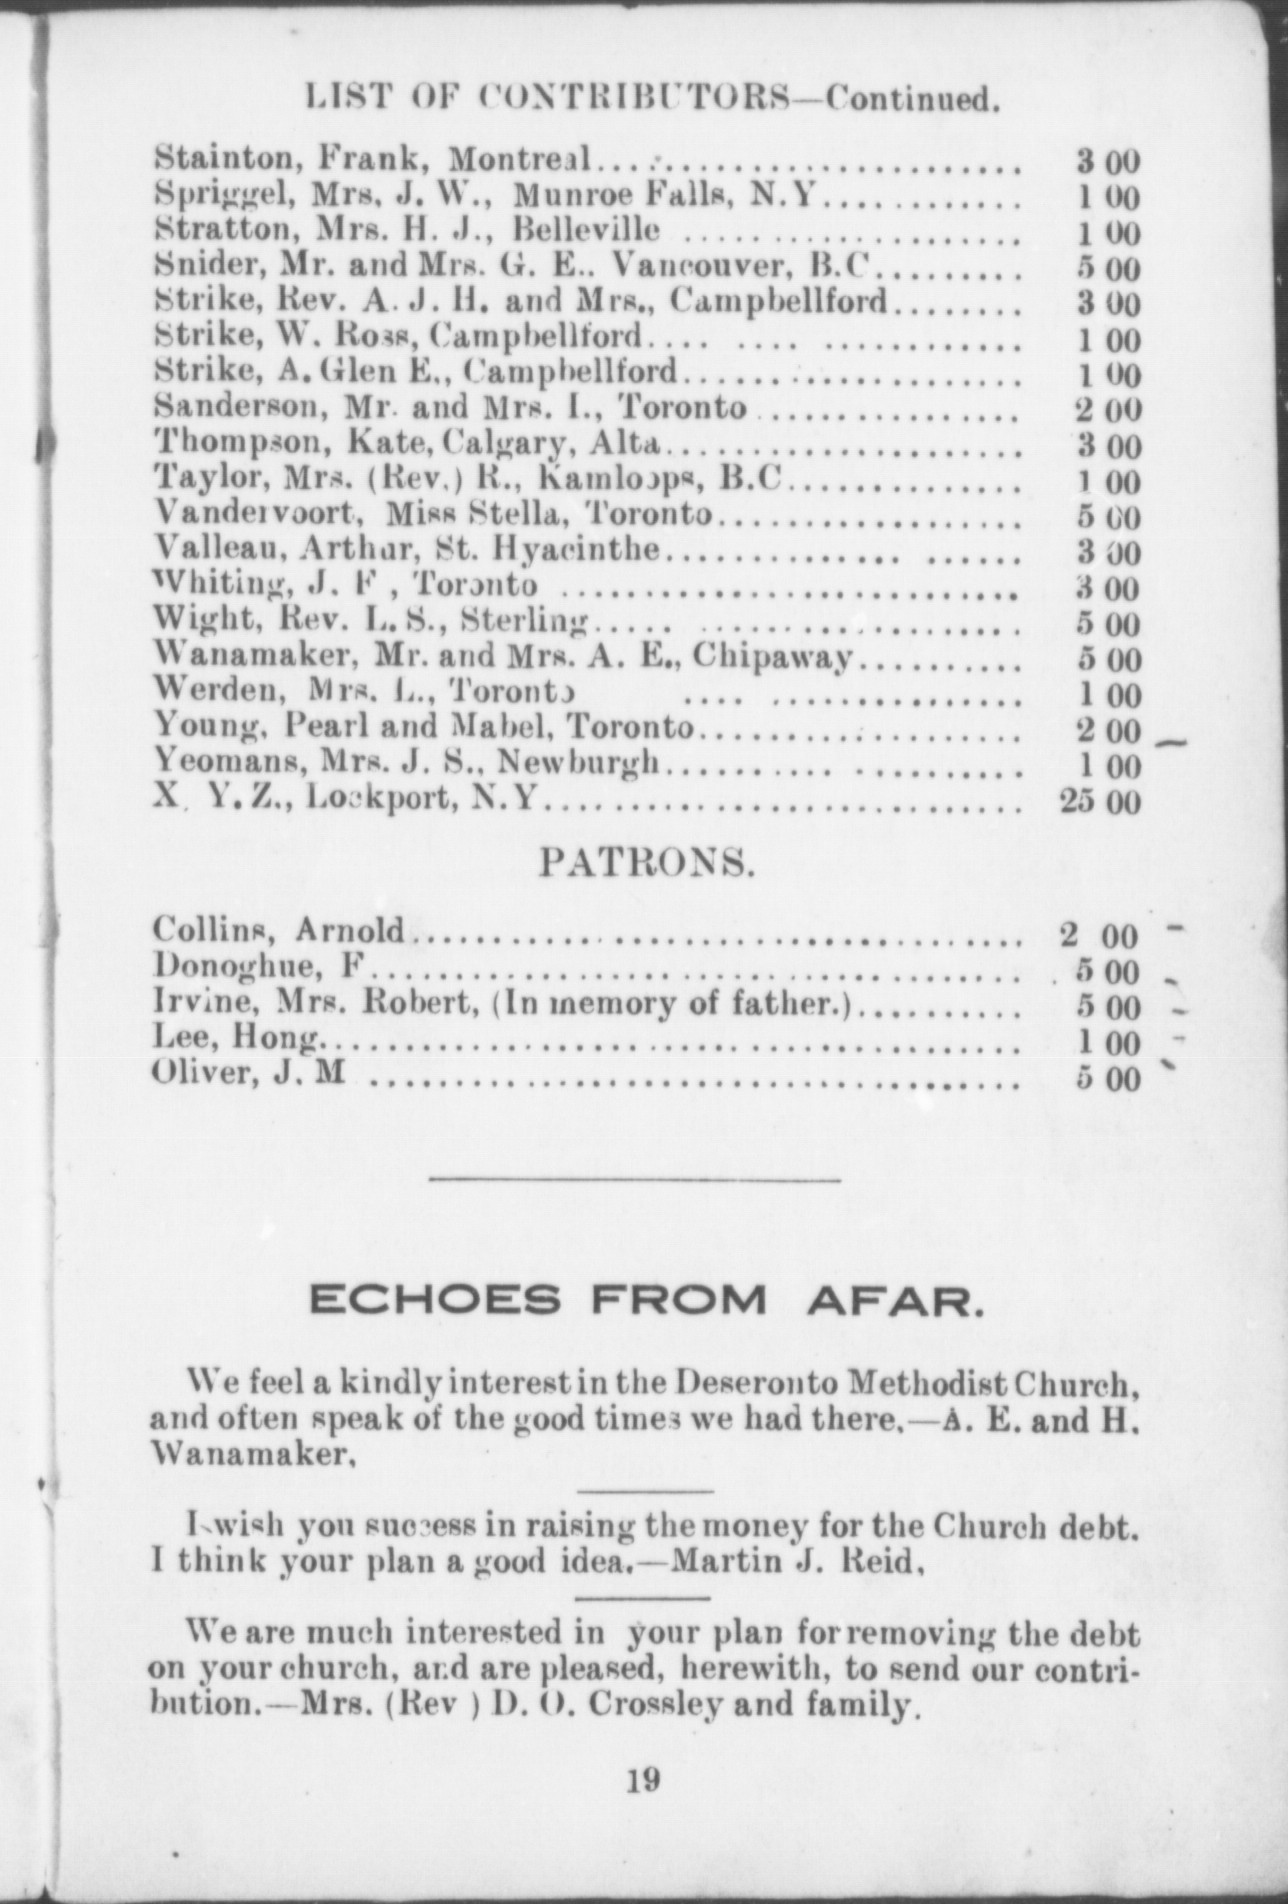 LIST OF CONTRIBUTORS—Continued.
Stainton, Frank, Montreal.......................... 3 00
Spriggel, Mrs. J. W., Munroe Falls, N.Y............ 1 00
Stratton, Mrs. H. J., Belleville ..................... 1 00
Snider, Mr. and Mrs. G. E.. Vancouver, B.C......... 5 00
Strike, Rev. A. J. H. and Mrs., Campbellford........ 3 00
Strike, W. Ross, Campbellford.... .... ............. 1 00
Strike, A. Glen E., Campbellford.................... 1 00
Sanderson, Mr. and Mrs. I., Toronto ................ 2 00
Thompson, Kate, Calgary, Alta...................... 3 00
Taylor, Mrs. (Rev.) R., Kamloops, B.C.............. 1 00
Vandervoort, Miss Stella, Toronto................... 5 00
Valleau, Arthur, St. Hyacinthe.............. ...... 3 00
Whiting, J. F , Toronto ............................ 3 00
Wight, Rev. L. S., Sterling..... ................... 5 00
Wanamaker, Mr. and Mrs. A. E., Chipaway.......... 5 00
Werden, Mrs. L., Toronto .... ............... 1 00
Young, Pearl and Mabel, Toronto.................... 2 00
Yeomans, Mrs. J. S., Newburgh........... .......... 1 00
X. Y. Z., Lockport, N.Y............................. 25 00
PATRONS.
Collins, Arnold..................................... 2 00
Donoghue, F........................................ 5 00
Irvine, Mrs. Robert, (In memory of father.).......... 5 00
Lee, Hong.......................................... 1 00
Oliver, J. M ....................................... 5 00
ECHOES FROM AFAR.
We feel a kindly interest in the Deseronto Methodist Church,
and often speak of the good times we had there.—A. E. and H.
Wanamaker,
I wish you success in raising the money for the Church debt.
I think your plan a good idea.—Martin J. Reid,
We are much interested in your plan for removing the debt
on your church, and are pleased, herewith, to send our contri-
bution.—Mrs. (Rev ) D. O. Crossley and family.
19